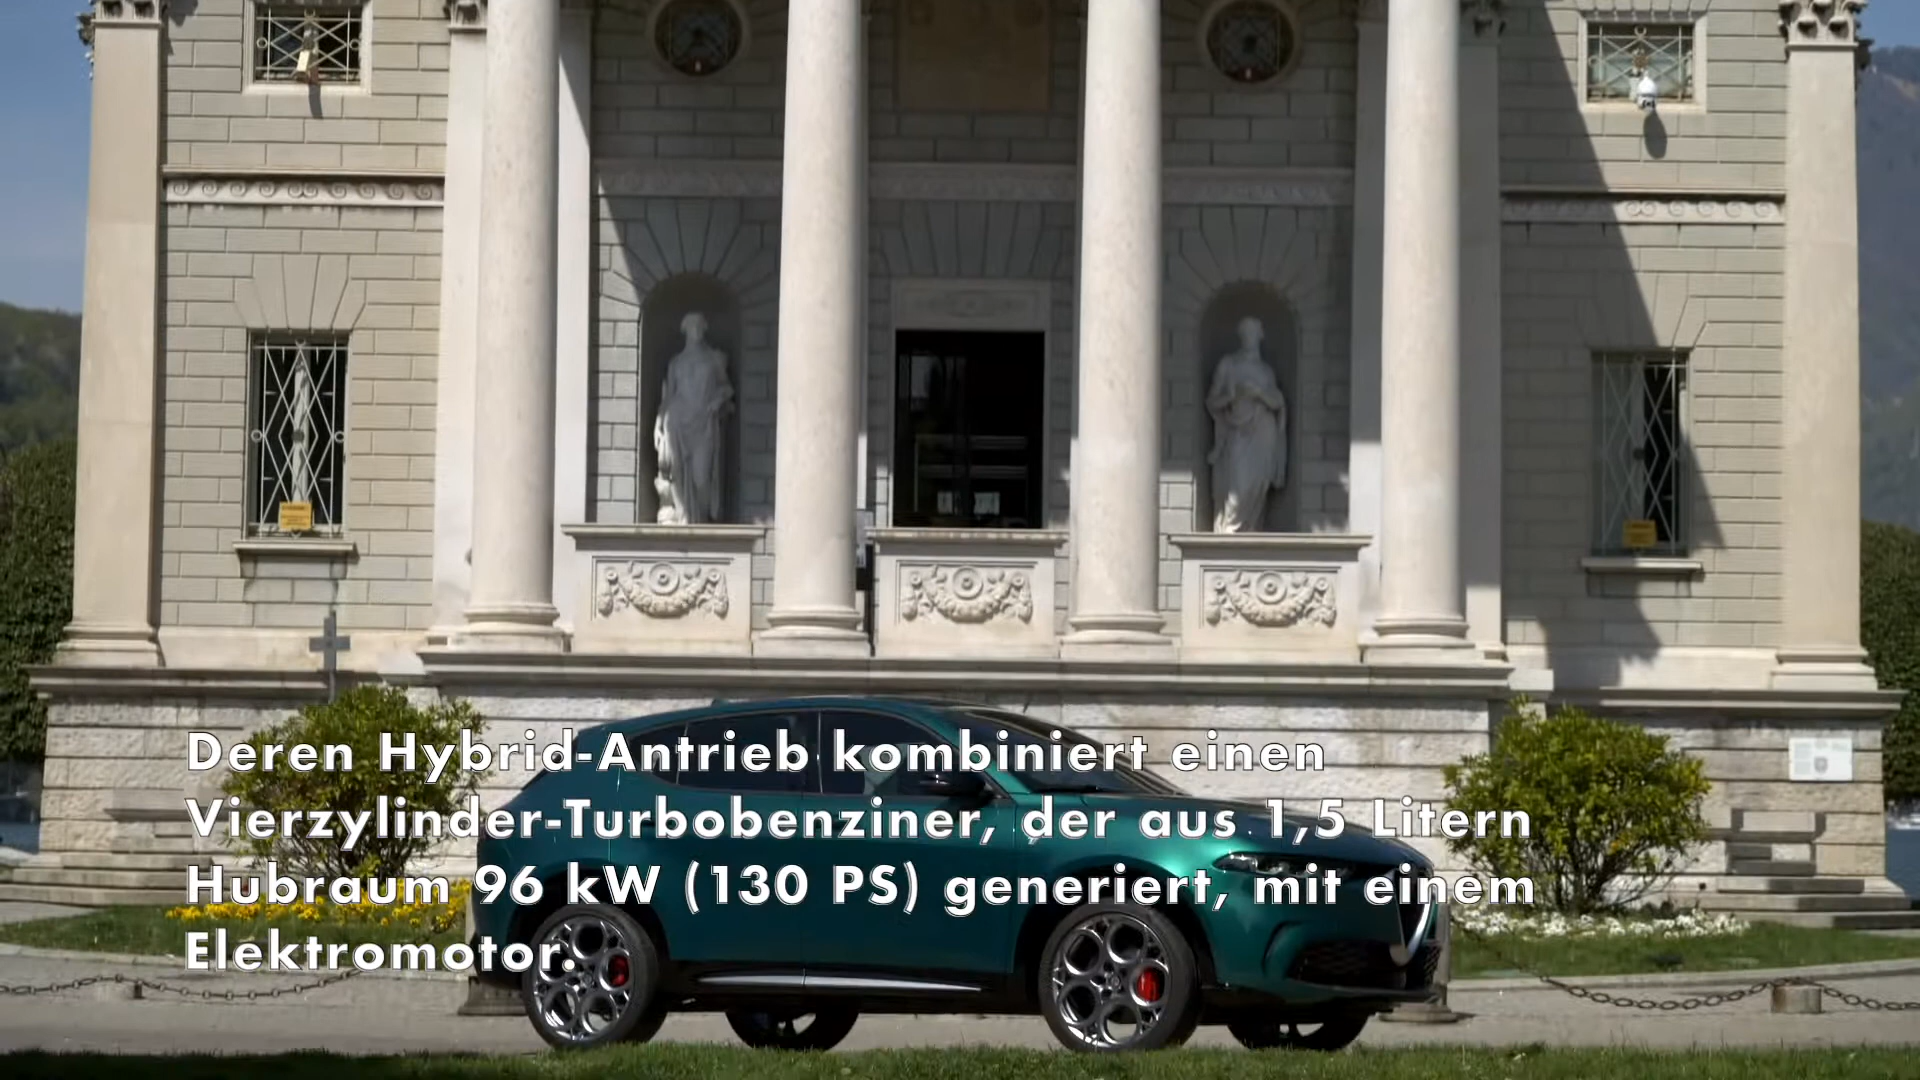 Deren Hybrid-Antrieb kombiniert einen
Vierzylinder-Turbobenziner, der aus 1,5 Litern
Hubraum 96 kW (130 PS) generiert, mit einem
Elektromotor.